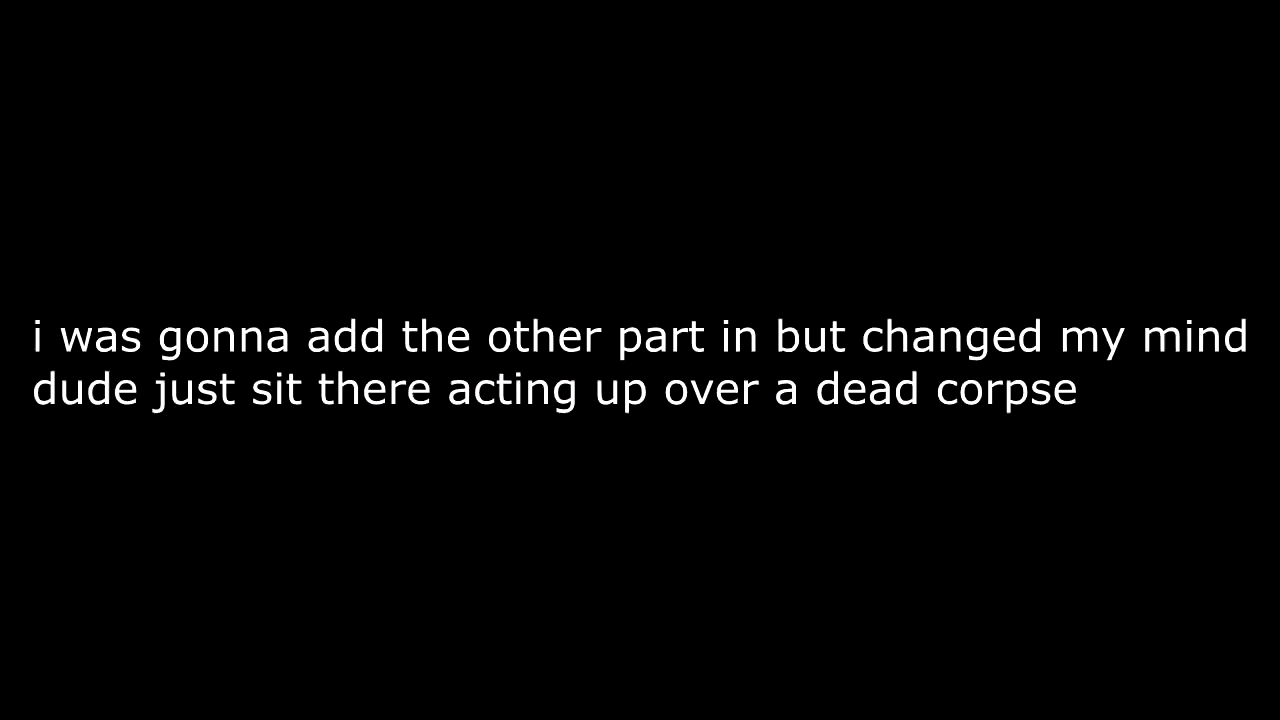 i was gonna add the other part in but changed my mind
dude just sit there acting up over a dead corpse